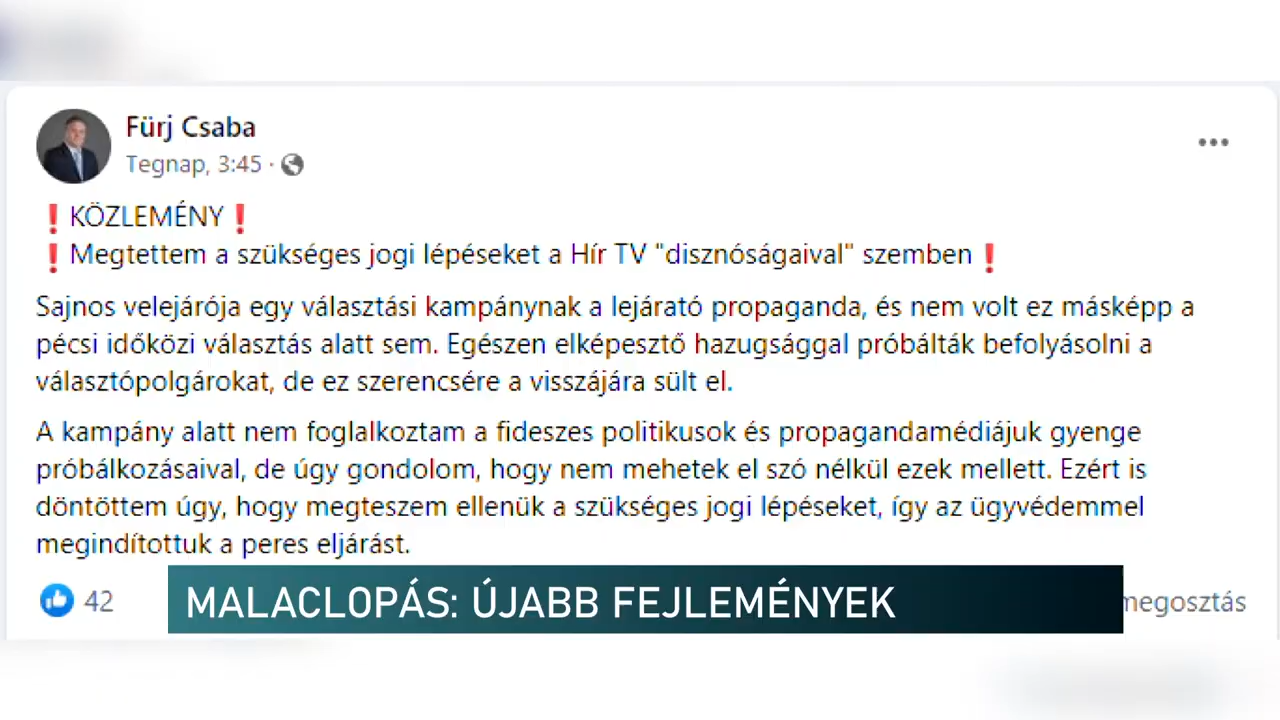 Fürj Csaba
Tegnap, 3:45 ·
❗KÖZLEMÉNY❗
❗Megtettem a szükséges jogi lépéseket a Hír TV "disznóságaival" szemben❗
Sajnos velejárója egy választási kampánynak a lejárató propaganda, és nem volt ez másképp a
pécsi időközi választás alatt sem. Egészen elképesztő hazugsággal próbálták befolyásolni a
választópolgárokat, de ez szerencsére a visszájára sült el.
A kampány alatt nem foglalkoztam a fideszes politikusok és propagandamédiájuk gyenge
próbálkozásaival, de úgy gondolom, hogy nem mehetek el szó nélkül ezek mellett. Ezért is
döntöttem úgy, hogy megteszem ellenük a szükséges jogi lépéseket, így az ügyvédemmel
megindítottuk a peres eljárást.
42
megosztás
MALACLOPÁS: ÚJABB FEJLEMÉNYEK